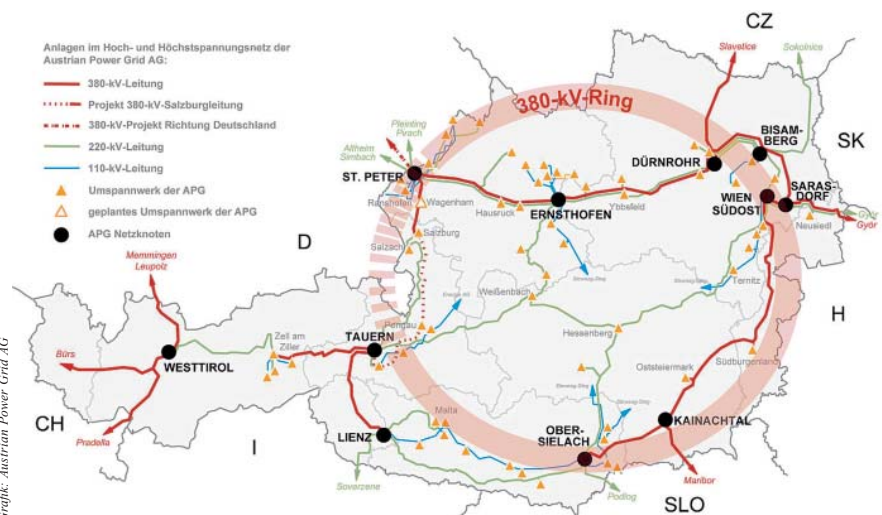 Anlagen im Hoch- und Höchstspannungsnetz der
Austrian Power Grid AG:
380-kV-Leitung
Projekt 380-kV-Salzburgleitung
380-kV-Projekt Richtung Deutschland
220-kV-Leitung
110-kV-Leitung
Umspannwerk der APG
geplantes Umspannwerk der APG
APG Netzknoten
CZ
Slavetice
Sokolnice
380-kV-Ring
Pleinting
Pirach
Altheim
Simbach
ST. PETER
Ranshofen
Wagenham
Hausruck
ERNSTHOFEN
Ybbsfeld
DÜRNROHR
BISAM-
BERG
SK
WIEN
SÜDOST
SARAS-
DORF
Györ
Györ
Neusiedl
Salzburg
Salzach
D
Memmingen
Leupolz
Weißenbach
Ternitz
H
Pongau
TAUERN
Zell am
Ziller
WESTTIROL
Bürs
Hessenberg
Oststeiermark
Südburgenland
CH
Pradella
I
LIENZ
Malta
OBER-
SIELACH
KAINACHTAL
Soverzene
Podlog
Maribor
SLO
Grafik: Austrian Power Grid AG